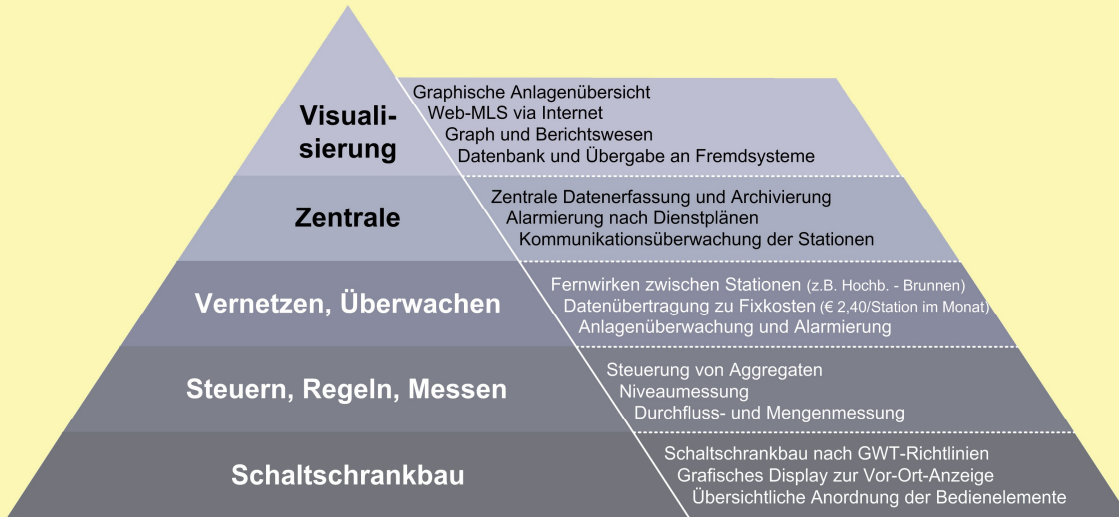 Visuali-
sierung
Graphische Anlagenübersicht
Web-MLS via Internet
Graph und Berichtswesen
Datenbank und Übergabe an Fremdsysteme
Zentrale
Zentrale Datenerfassung und Archivierung
Alarmierung nach Dienstplänen
Kommunikationsüberwachung der Stationen
Vernetzen, Überwachen
Fernwirken zwischen Stationen (z.B. Hochb. - Brunnen)
Datenübertragung zu Fixkosten (€ 2,40/Station im Monat)
Anlagenüberwachung und Alarmierung
Steuern, Regeln, Messen
Steuerung von Aggregaten
Niveaumessung
Durchfluss- und Mengenmessung
Schaltschrankbau
Schaltschrankbau nach GWT-Richtlinien
Grafisches Display zur Vor-Ort-Anzeige
Übersichtliche Anordnung der Bedienelemente